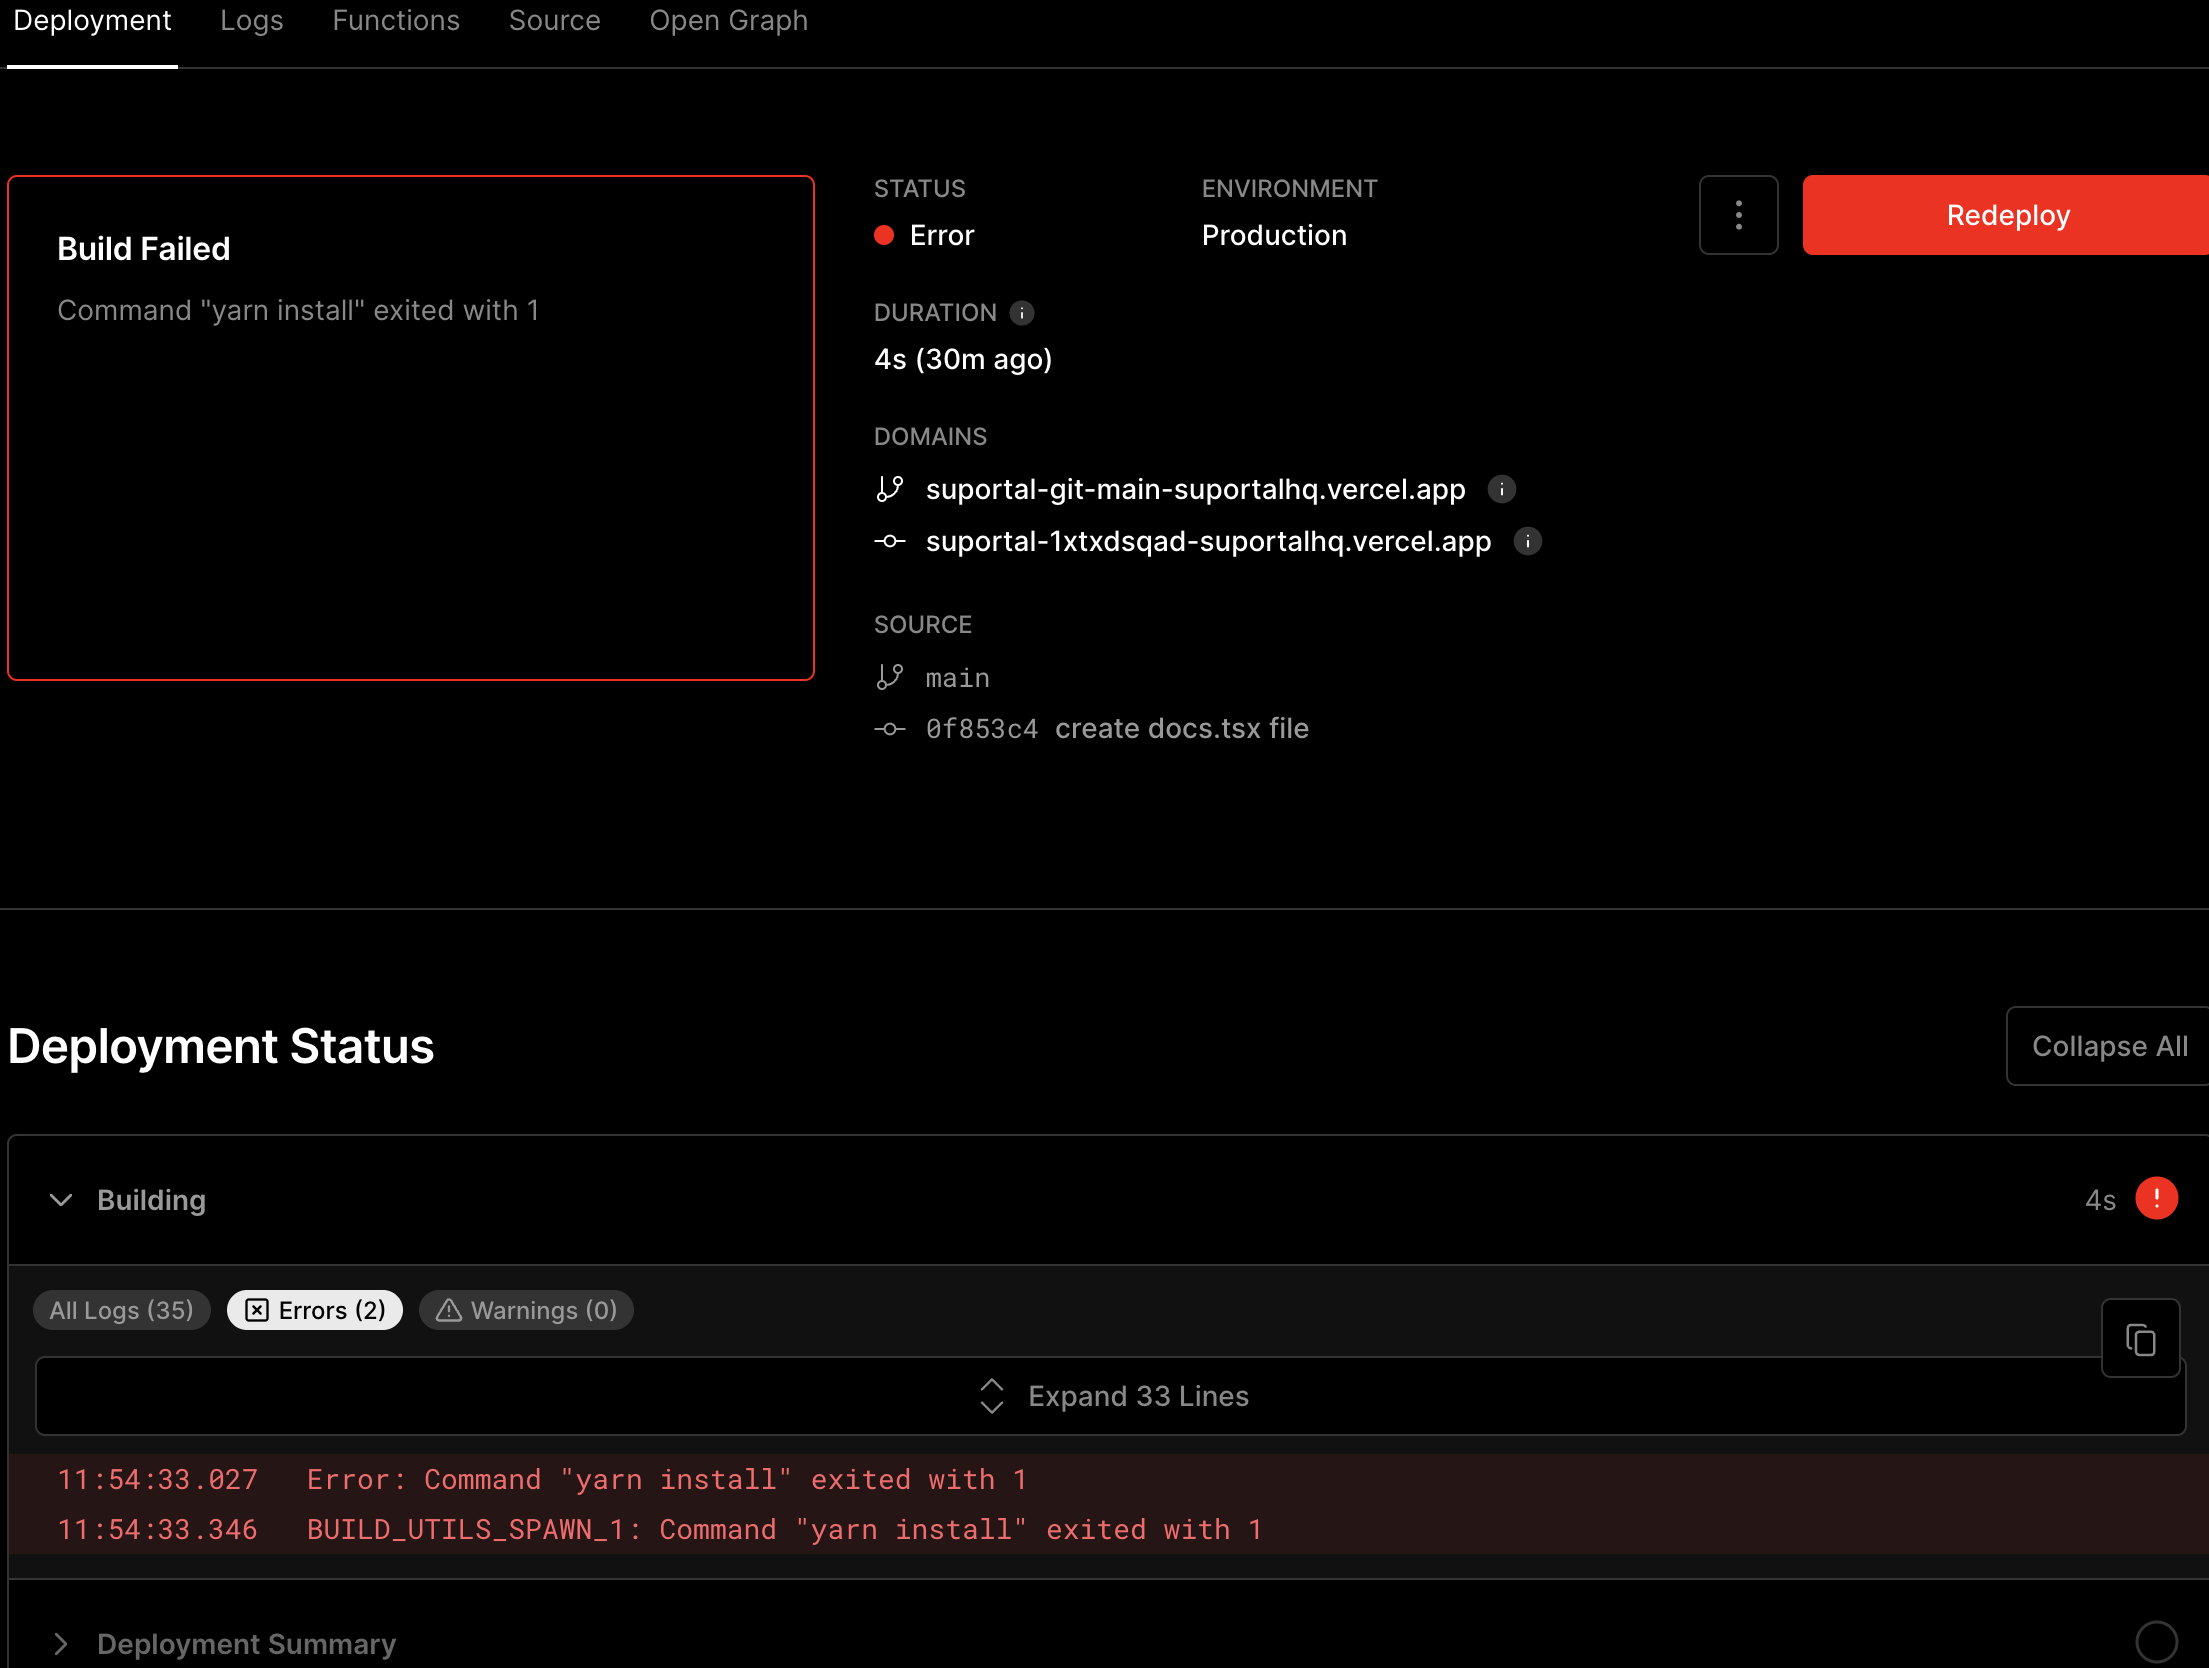 Deployment Logs Functions Source Open Graph
Build Failed
Command "yarn install" exited with 1
STATUS
Error
ENVIRONMENT
Production
Redeploy
DURATION
4s (30m ago)
DOMAINS
suportal-git-main-suportalhq.vercel.app
suportal-1xtxdsqad-suportalhq.vercel.app
SOURCE
main
0f853c4 create docs.tsx file
Deployment Status
Collapse All
Building 4s
All Logs (35) Errors (2) Warnings (0)
Expand 33 Lines
11:54:33.027 Error: Command "yarn install" exited with 1
11:54:33.346 BUILD_UTILS_SPAWN_1: Command "yarn install" exited with 1
Deployment Summary